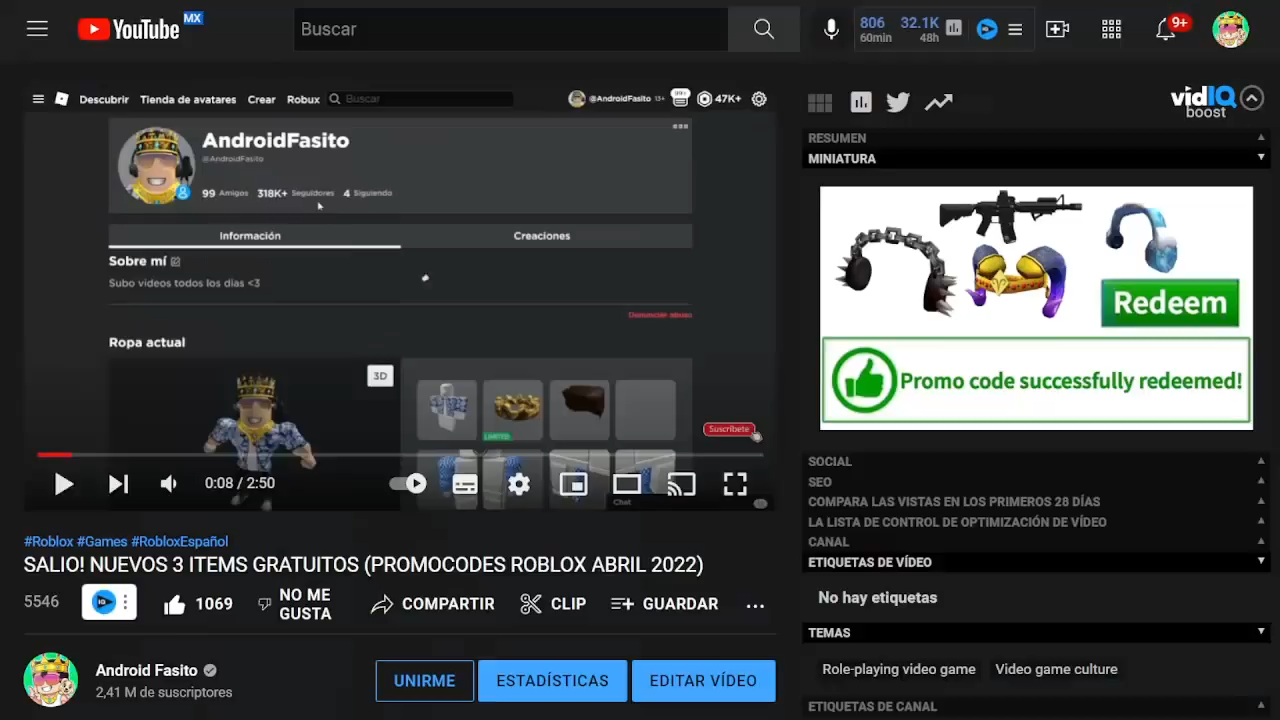 YouTube MX
Buscar
806 32.1K
60min 48h
9+
Descubrir Tienda de avatares Crear Robux Buscar @AndroidFasito 13+ 99+ 47K+
AndroidFasito
@AndroidFasito
99 Amigos 318K+ Seguidores 4 Siguiendo
Información Creaciones
Sobre mí
Subo videos todos los dias <3
Denunciar abuso
Ropa actual
3D
LIMITED
Suscríbete
0:08 / 2:50
Chat
#Roblox #Games #RobloxEspañol
SALIO! NUEVOS 3 ITEMS GRATUITOS (PROMOCODES ROBLOX ABRIL 2022)
5546 IQ 1069 NO ME GUSTA COMPARTIR CLIP GUARDAR
Android Fasito
2,41 M de suscriptores
UNIRME ESTADÍSTICAS EDITAR VÍDEO
vidIQ
boost
RESUMEN
MINIATURA
Redeem
Promo code successfully redeemed!
SOCIAL
SEO
COMPARA LAS VISTAS EN LOS PRIMEROS 28 DÍAS
LA LISTA DE CONTROL DE OPTIMIZACIÓN DE VÍDEO
CANAL
ETIQUETAS DE VÍDEO
No hay etiquetas
TEMAS
Role-playing video game Video game culture
ETIQUETAS DE CANAL